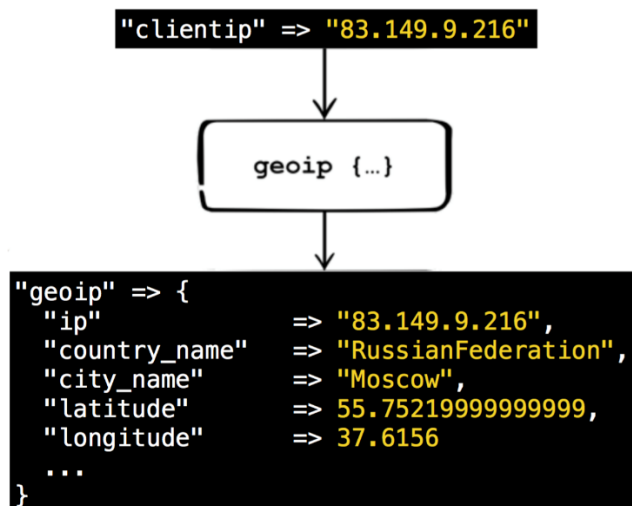 "clientip" => "83.149.9.216"
geoip {…}
"geoip" => {
"ip" => "83.149.9.216",
"country_name" => "RussianFederation",
"city_name" => "Moscow",
"latitude" => 55.75219999999999,
"longitude" => 37.6156
...
}